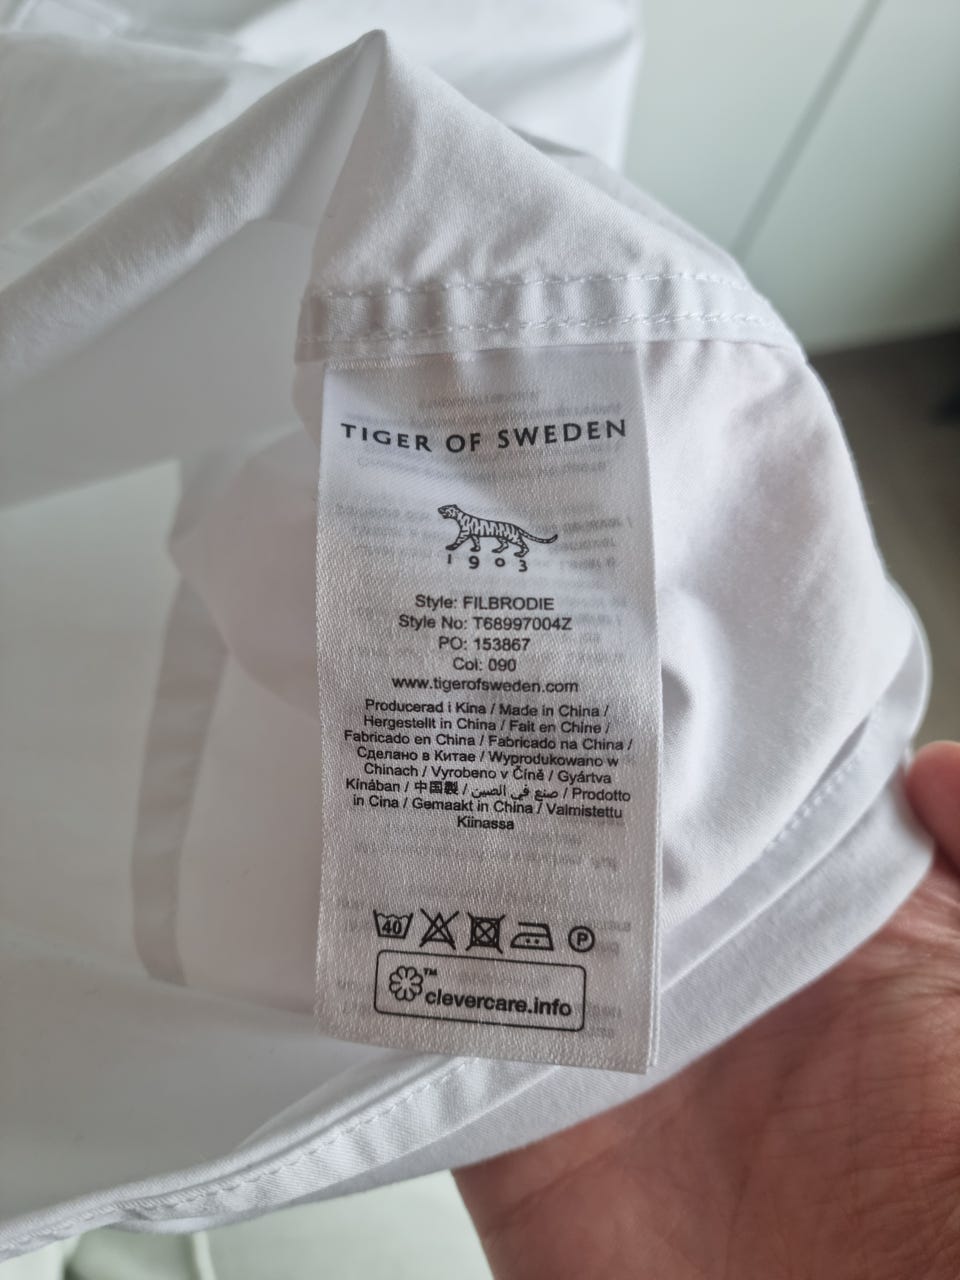 TIGER OF SWEDEN
1903
Style: FILBRODIE
Style No: T68997004Z
PO: 153867
Col: 090
www.tigerofsweden.com
Producerad i Kina / Made in China /
Hergestellt in China / Fait en Chine /
Fabricado en China / Fabricado na China /
Сделано в Китае / Wyprodukowano w
Chinach / Vyrobeno v Číně / Gyártva
Kínában / 中国製 / صنع في الصين / Prodotto
in Cina / Gemaakt in China / Valmistettu
Kiinassa
40 P
™
clevercare.info